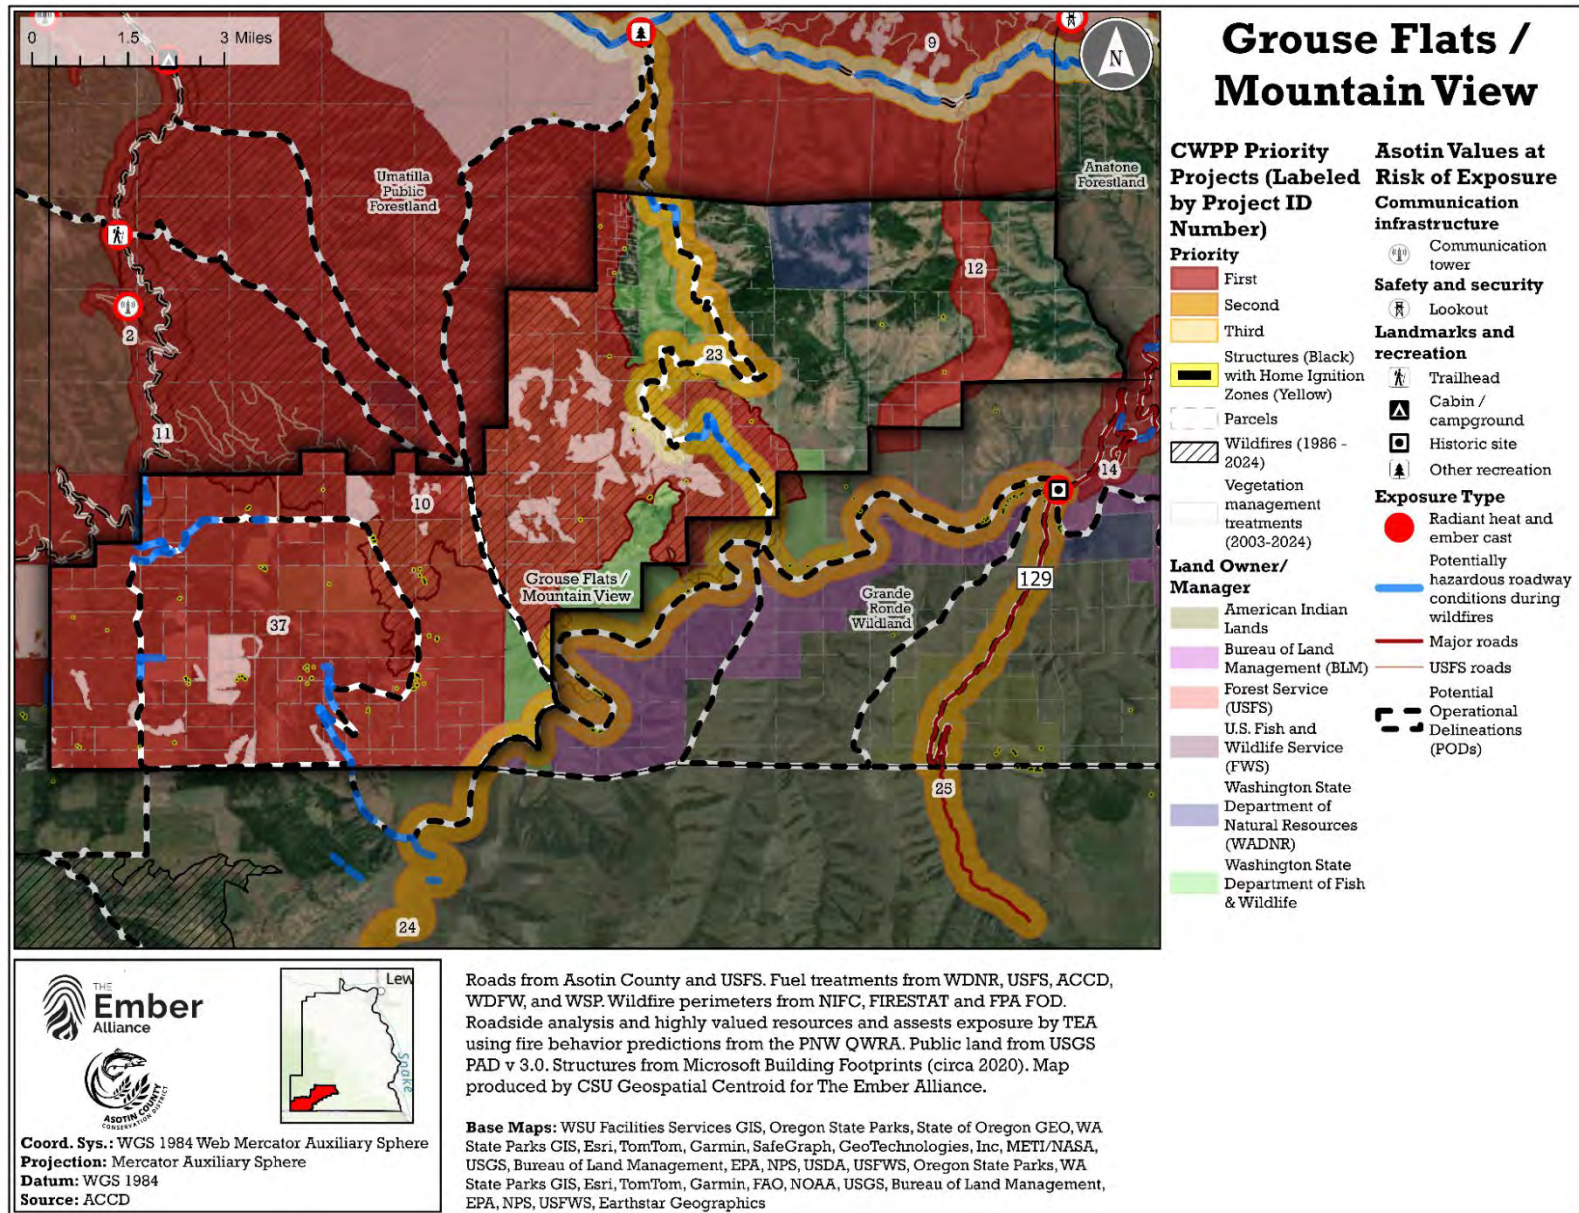 0 1.5 3 Miles
N
9
Umatilla
Public
Forestland
Anatone
Forestland
12
2
23
11
14
10
Grouse Flats /
Mountain View
129
Grande
Ronde
Wildland
37
25
24
Grouse Flats /
Mountain View
CWPP Priority
Projects (Labeled
by Project ID
Number)
Priority
First
Second
Third
Structures (Black)
with Home Ignition
Zones (Yellow)
Parcels
Wildfires (1986 -
2024)
Vegetation
management
treatments
(2003-2024)
Land Owner/
Manager
American Indian
Lands
Bureau of Land
Management (BLM)
Forest Service
(USFS)
U.S. Fish and
Wildlife Service
(FWS)
Washington State
Department of
Natural Resources
(WADNR)
Washington State
Department of Fish
& Wildlife
Asotin Values at
Risk of Exposure
Communication
infrastructure
Communication
tower
Safety and security
Lookout
Landmarks and
recreation
Trailhead
Cabin /
campground
Historic site
Other recreation
Exposure Type
Radiant heat and
ember cast
Potentially
hazardous roadway
conditions during
wildfires
Major roads
USFS roads
Potential
Operational
Delineations
(PODs)
THE
Ember
Alliance
ASOTIN COUNTY
CONSERVATION DISTRICT
Lew
Snake
Coord. Sys.: WGS 1984 Web Mercator Auxiliary Sphere
Projection: Mercator Auxiliary Sphere
Datum: WGS 1984
Source: ACCD
Roads from Asotin County and USFS. Fuel treatments from WDNR, USFS, ACCD,
WDFW, and WSP. Wildfire perimeters from NIFC, FIRESTAT and FPA FOD.
Roadside analysis and highly valued resources and assests exposure by TEA
using fire behavior predictions from the PNW QWRA. Public land from USGS
PAD v 3.0. Structures from Microsoft Building Footprints (circa 2020). Map
produced by CSU Geospatial Centroid for The Ember Alliance.
Base Maps: WSU Facilities Services GIS, Oregon State Parks, State of Oregon GEO, WA
State Parks GIS, Esri, TomTom, Garmin, SafeGraph, GeoTechnologies, Inc, METI/NASA,
USGS, Bureau of Land Management, EPA, NPS, USDA, USFWS, Oregon State Parks, WA
State Parks GIS, Esri, TomTom, Garmin, FAO, NOAA, USGS, Bureau of Land Management,
EPA, NPS, USFWS, Earthstar Geographics